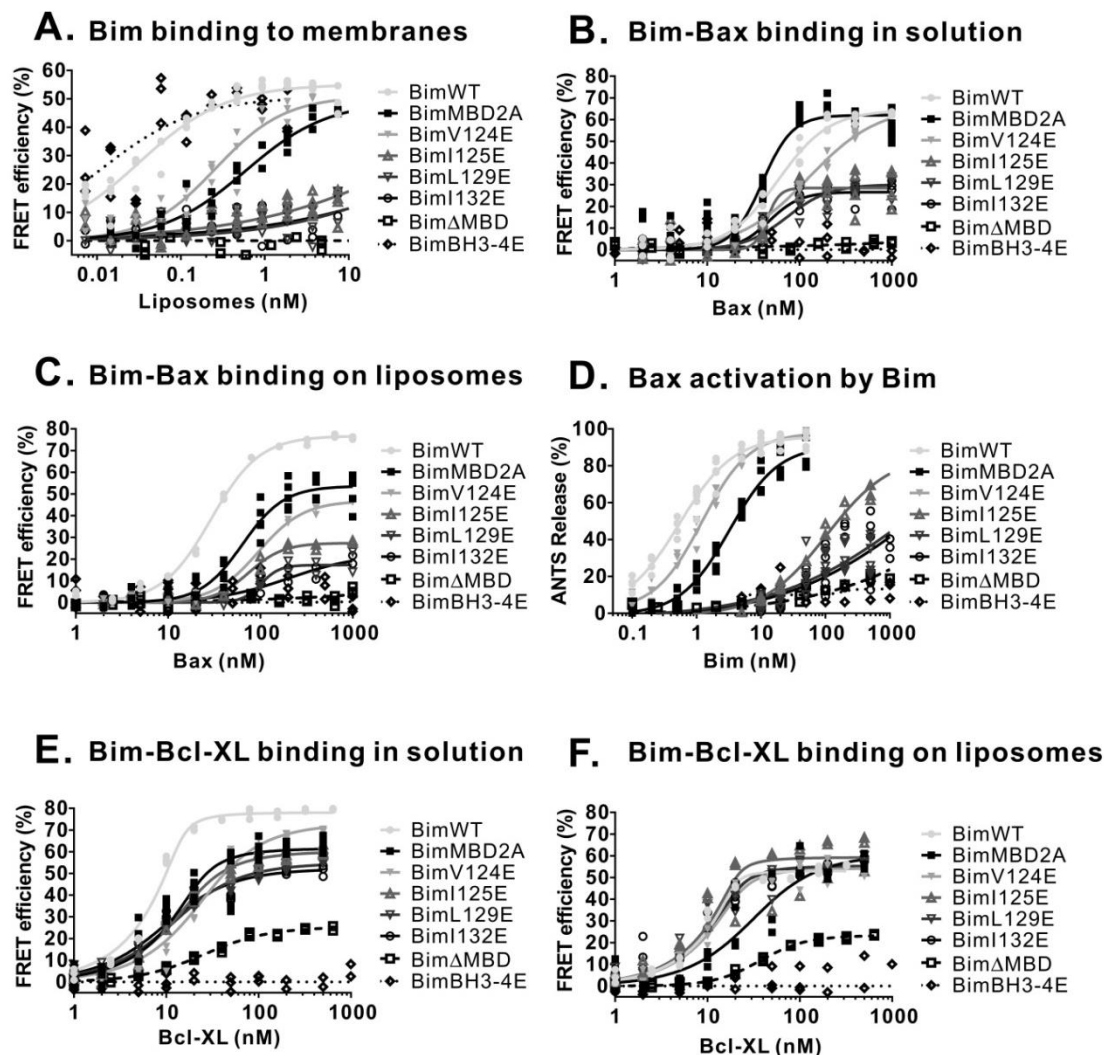 A. Bim binding to membranes
FRET efficiency (%)
60
50
40
30
20
10
0
0.01
0.1
1
10
Liposomes (nM)
BimWT
BimMBD2A
BimV124E
BimI125E
BimL129E
BimI132E
BimΔMBD
BimBH3-4E
B. Bim-Bax binding in solution
FRET efficiency (%)
80
70
60
50
40
30
20
10
0
1
10
100
1000
Bax (nM)
BimWT
BimMBD2A
BimV124E
BimI125E
BimL129E
BimI132E
BimΔMBD
BimBH3-4E
C. Bim-Bax binding on liposomes
FRET efficiency (%)
80
70
60
50
40
30
20
10
0
1
10
100
1000
Bax (nM)
BimWT
BimMBD2A
BimV124E
BimI125E
BimL129E
BimI132E
BimΔMBD
BimBH3-4E
D. Bax activation by Bim
ANTS Release (%)
100
80
60
40
20
0
0.1
1
10
100
1000
Bim (nM)
BimWT
BimMBD2A
BimV124E
BimI125E
BimL129E
BimI132E
BimΔMBD
BimBH3-4E
E. Bim-Bcl-XL binding in solution
FRET efficiency (%)
80
70
60
50
40
30
20
10
0
1
10
100
1000
Bcl-XL (nM)
BimWT
BimMBD2A
BimV124E
BimI125E
BimL129E
BimI132E
BimΔMBD
BimBH3-4E
F. Bim-Bcl-XL binding on liposomes
FRET efficiency (%)
80
70
60
50
40
30
20
10
0
1
10
100
1000
Bcl-XL (nM)
BimWT
BimMBD2A
BimV124E
BimI125E
BimL129E
BimI132E
BimΔMBD
BimBH3-4E